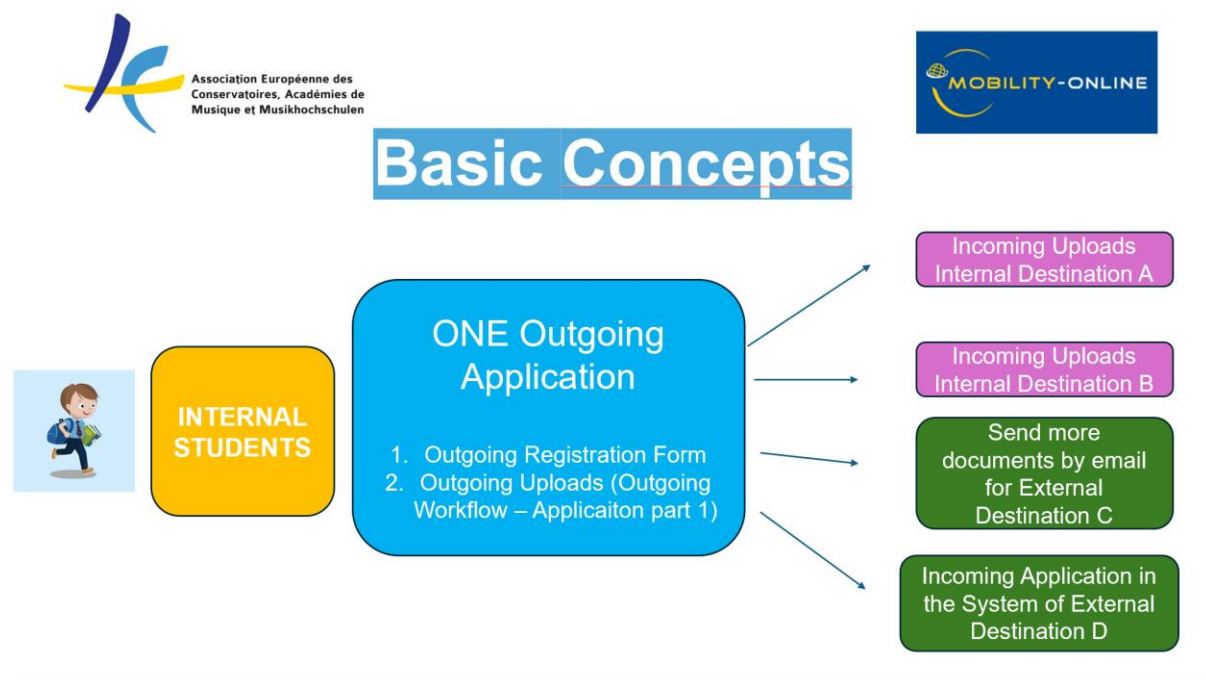 Association Européenne des
Conservatoires, Académies de
Musique et Musikhochschulen
MOBILITY-ONLINE
Basic Concepts
INTERNAL
STUDENTS
ONE Outgoing
Application
1. Outgoing Registration Form
2. Outgoing Uploads (Outgoing
Workflow – Applicaiton part 1)
Incoming Uploads
Internal Destination A
Incoming Uploads
Internal Destination B
Send more
documents by email
for External
Destination C
Incoming Application in
the System of External
Destination D